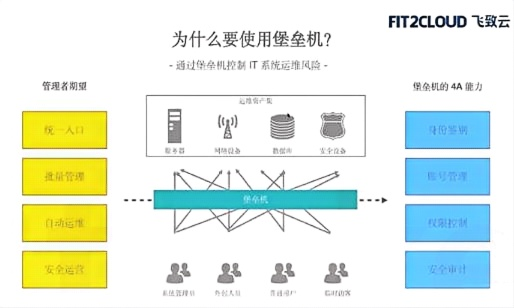 FIT2CLOUD 飞致云
为什么要使用堡垒机?
- 通过堡垒机控制 IT 系统运维风险 -
管理者期望
统一入口
批量管理
自动运维
安全运营
运维资产Ⅲ
服务器
网络设备
数据库
安全设备
堡垒机
系统管理员
外包人员
普通用户
临时访客
堡垒机的 4A 能力
身份鉴别
账号管理
权限控制
安全审计